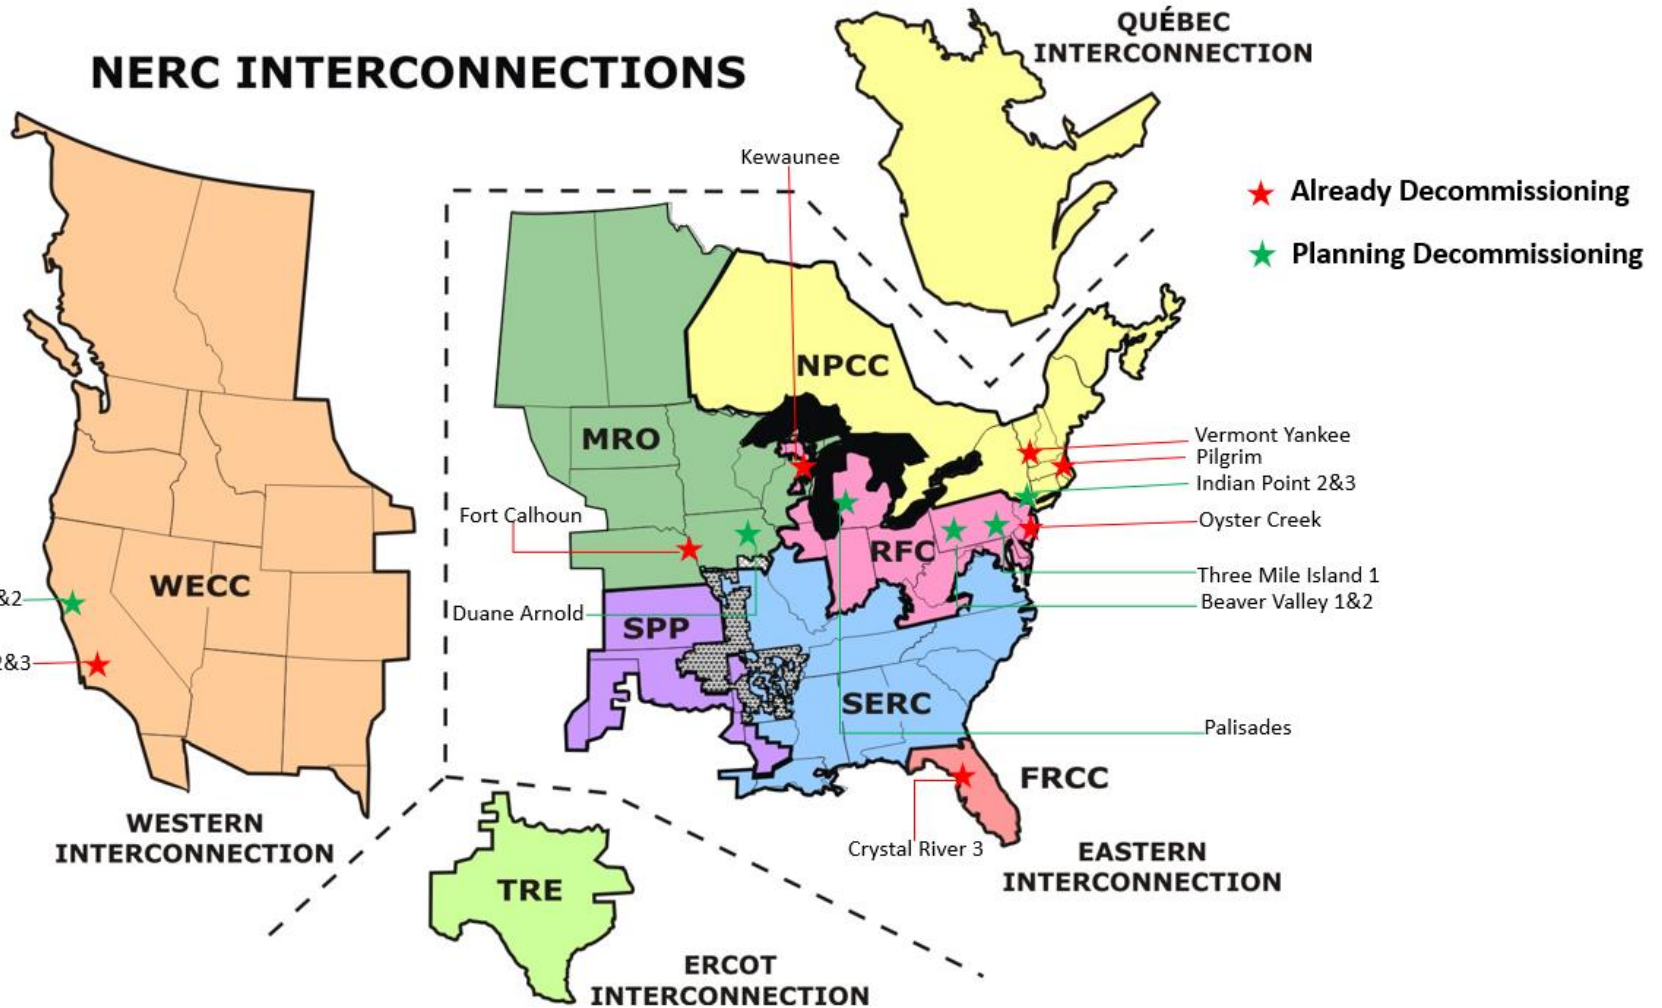 NERC INTERCONNECTIONS
QUÉBEC
INTERCONNECTION
Kewaunee
Already Decommissioning
Planning Decommissioning
NPCC
MRO
Vermont Yankee
Pilgrim
Indian Point 2&3
Fort Calhoun
Oyster Creek
RFC
WECC
Three Mile Island 1
&2
Beaver Valley 1&2
Duane Arnold
SPP
2&3
SERC
Palisades
FRCC
Crystal River 3
WESTERN
INTERCONNECTION
EASTERN
INTERCONNECTION
TRE
ERCOT
INTERCONNECTION